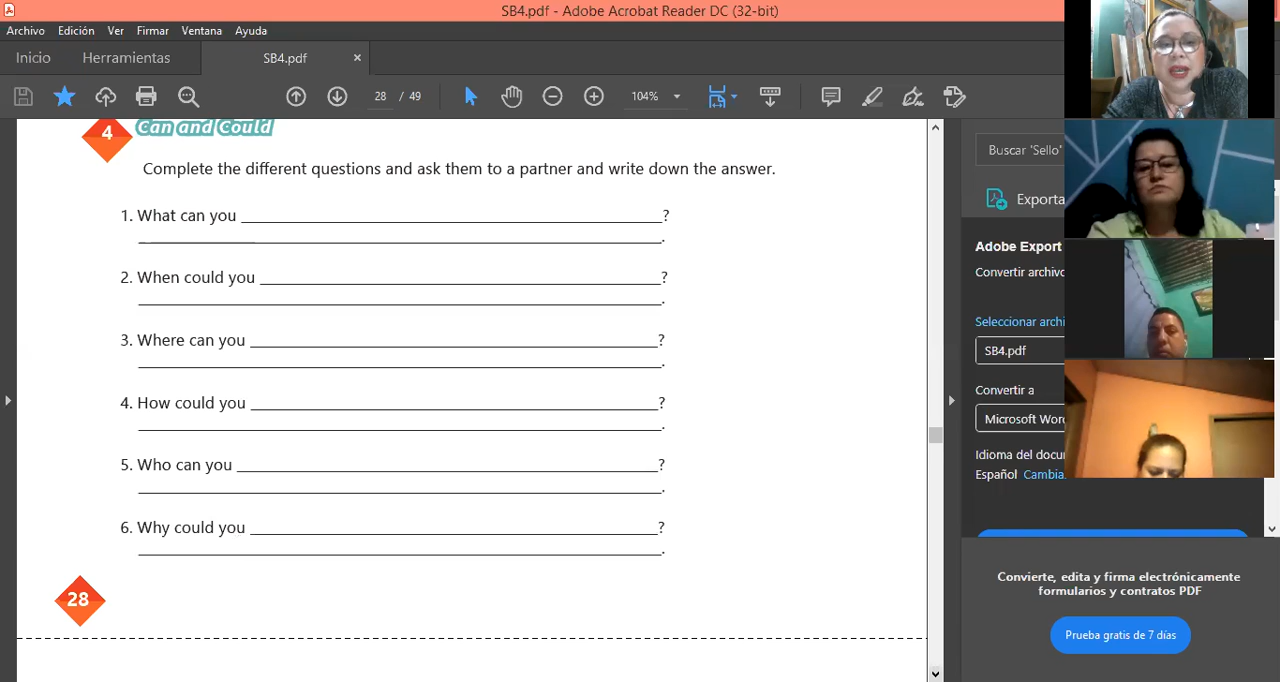 SB4.pdf - Adobe Acrobat Reader DC (32-bit)
Archivo Edición Ver Firmar Ventana Ayuda
Inicio Herramientas SB4.pdf ×
28 / 49 104%
4 Can and Could
Complete the different questions and ask them to a partner and write down the answer.
1. What can you ?
.
2. When could you ?
.
3. Where can you ?
.
4. How could you ?
.
5. Who can you ?
.
6. Why could you ?
.
28
Buscar 'Sello'
Exporta
Adobe Export
Convertir archivo
Seleccionar archi
SB4.pdf
Convertir a
Microsoft Word
Idioma del docu
Español Cambia
Convierte, edita y firma electrónicamente
formularios y contratos PDF
Prueba gratis de 7 días